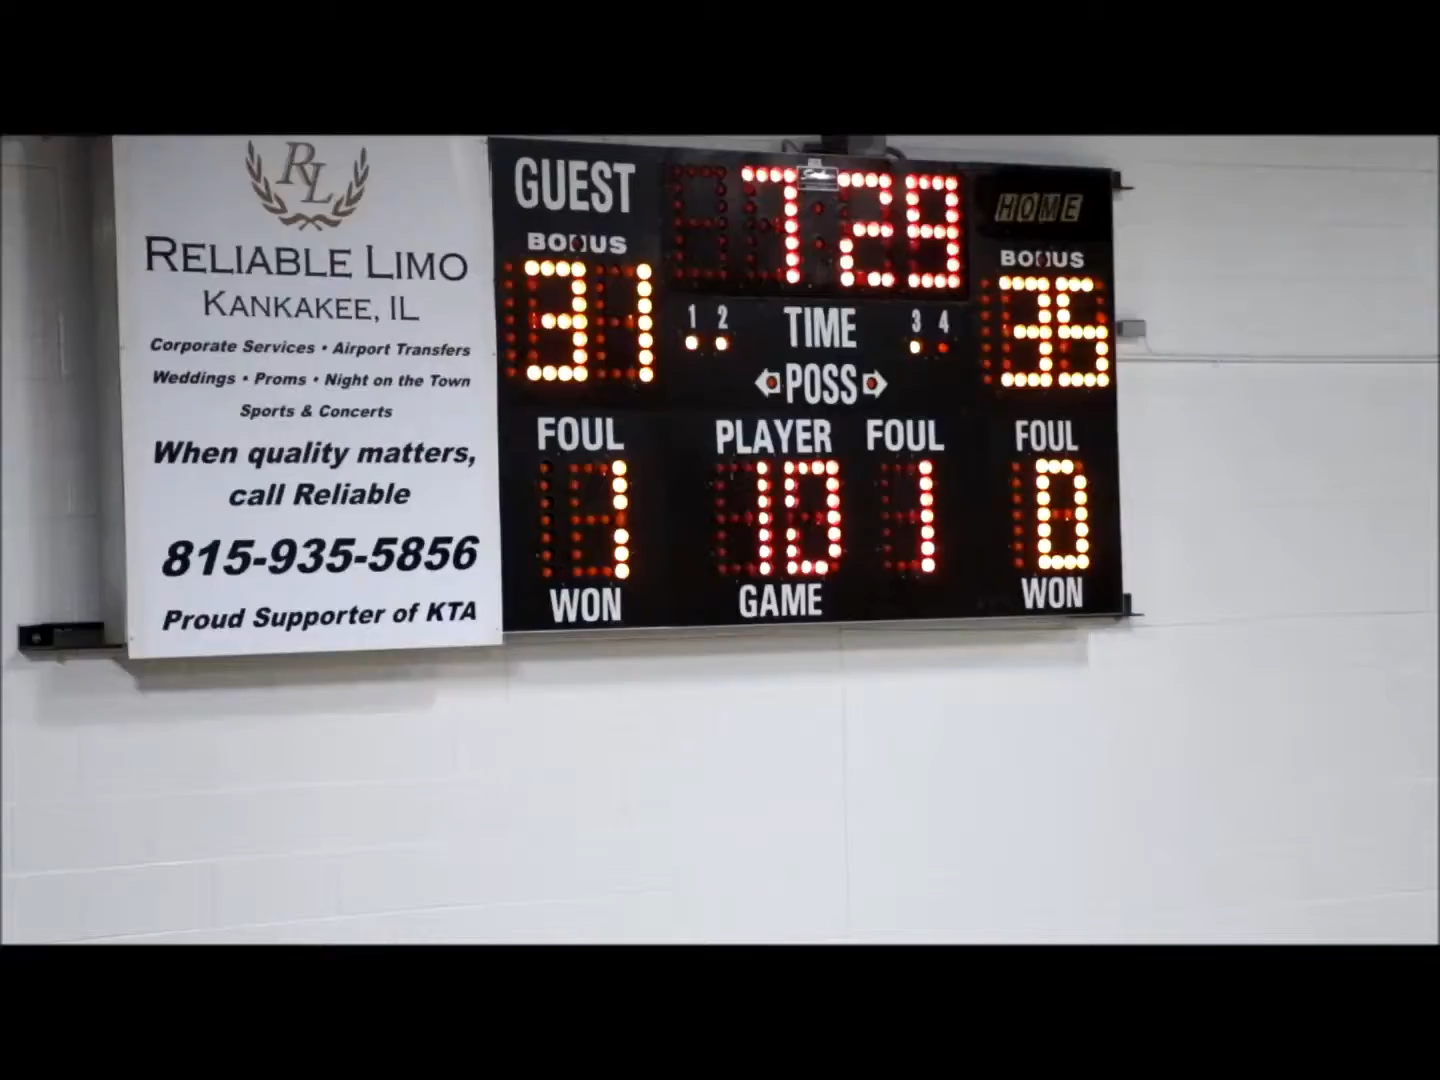 RL
RELIABLE LIMO
KANKAKEE, IL
Corporate Services • Airport Transfers
Weddings • Proms • Night on the Town
Sports & Concerts
When quality matters,
call Reliable
815-935-5856
Proud Supporter of KTA
GUEST
BONUS
31
7 29
HOME
BONUS
35
1 2
TIME
3 4
POSS
FOUL
1
WON
PLAYER FOUL
10 1
GAME
FOUL
0
WON